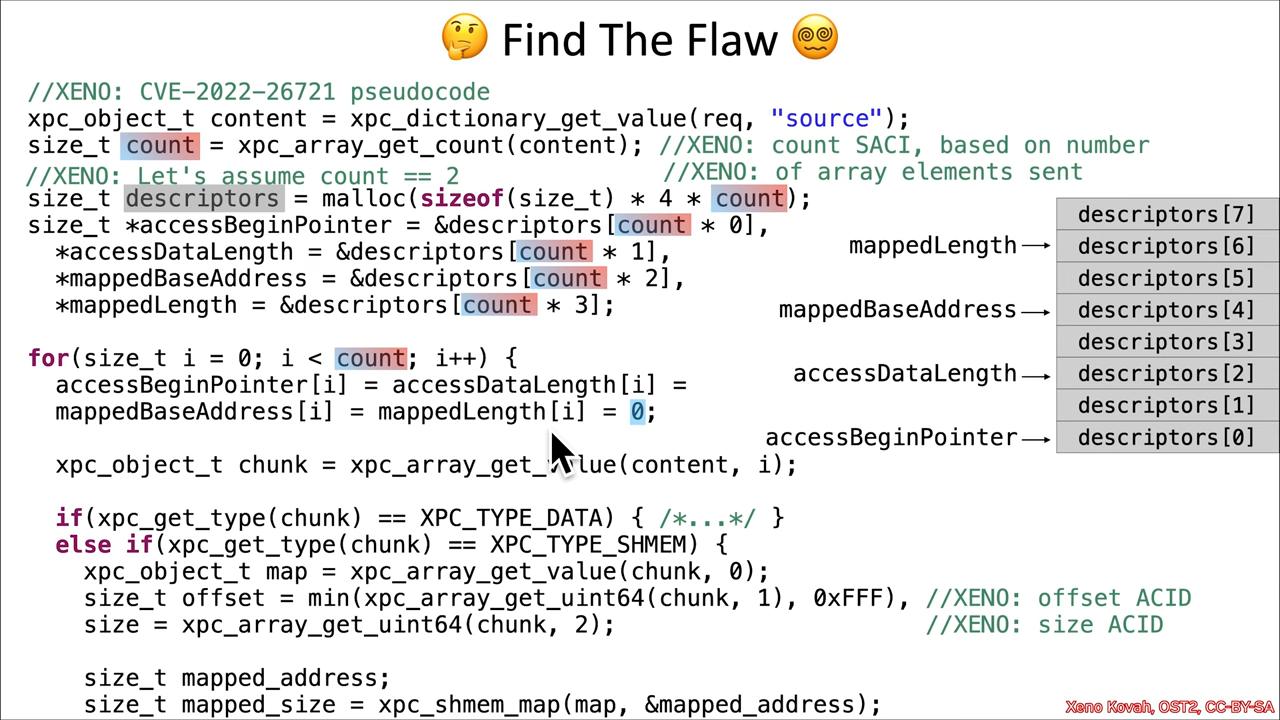 🤔 Find The Flaw 😵‍💫
//XENO: CVE-2022-26721 pseudocode
xpc_object_t content = xpc_dictionary_get_value(req, "source");
size_t count = xpc_array_get_count(content); //XENO: count SACI, based on number
//XENO: Let's assume count == 2 //XENO: of array elements sent
size_t descriptors = malloc(sizeof(size_t) * 4 * count);
size_t *accessBeginPointer = &descriptors[count * 0],
*accessDataLength = &descriptors[count * 1],
*mappedBaseAddress = &descriptors[count * 2],
*mappedLength = &descriptors[count * 3];
for(size_t i = 0; i < count; i++) {
accessBeginPointer[i] = accessDataLength[i] =
mappedBaseAddress[i] = mappedLength[i] = 0;
xpc_object_t chunk = xpc_array_get_value(content, i);
if(xpc_get_type(chunk) == XPC_TYPE_DATA) { /*...*/ }
else if(xpc_get_type(chunk) == XPC_TYPE_SHMEM) {
xpc_object_t map = xpc_array_get_value(chunk, 0);
size_t offset = min(xpc_array_get_uint64(chunk, 1), 0xFFF), //XENO: offset ACID
size = xpc_array_get_uint64(chunk, 2); //XENO: size ACID
size_t mapped_address;
size_t mapped_size = xpc_shmem_map(map, &mapped_address);
descriptors[7]
mappedLength descriptors[6]
descriptors[5]
mappedBaseAddress descriptors[4]
descriptors[3]
accessDataLength descriptors[2]
descriptors[1]
accessBeginPointer descriptors[0]
Xeno Kovah, OST2, CC-BY-SA